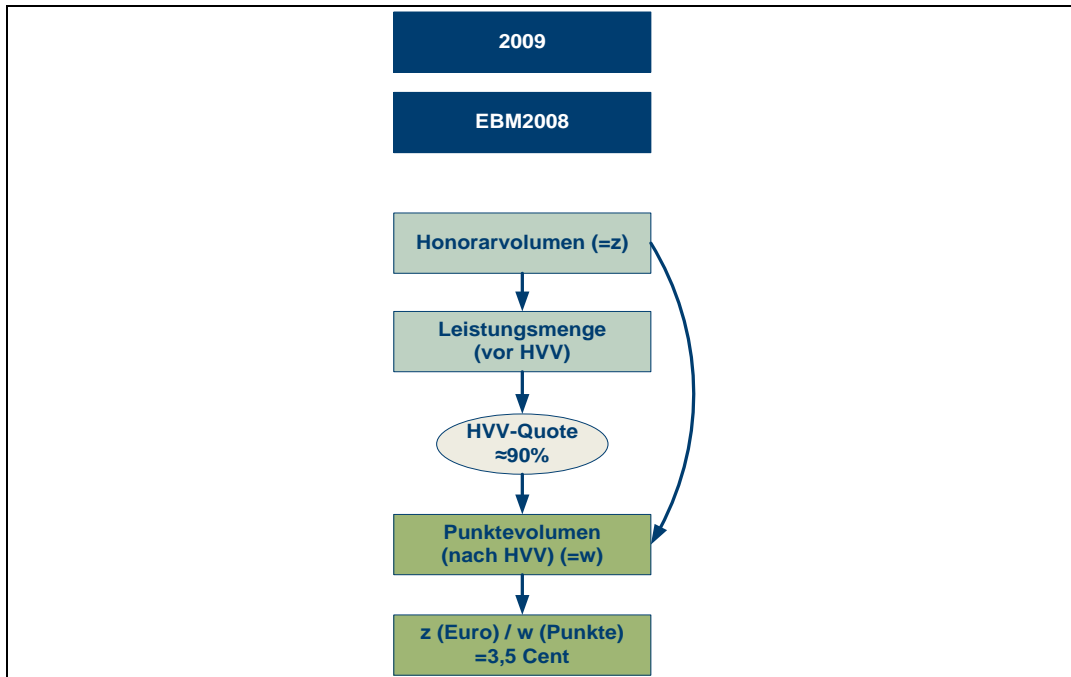 2009
EBM2008
Honorarvolumen (=z)
Leistungsmenge
(vor HVV)
HVV-Quote
≈90%
Punktevolumen
(nach HVV) (=w)
z (Euro) / w (Punkte)
=3,5 Cent